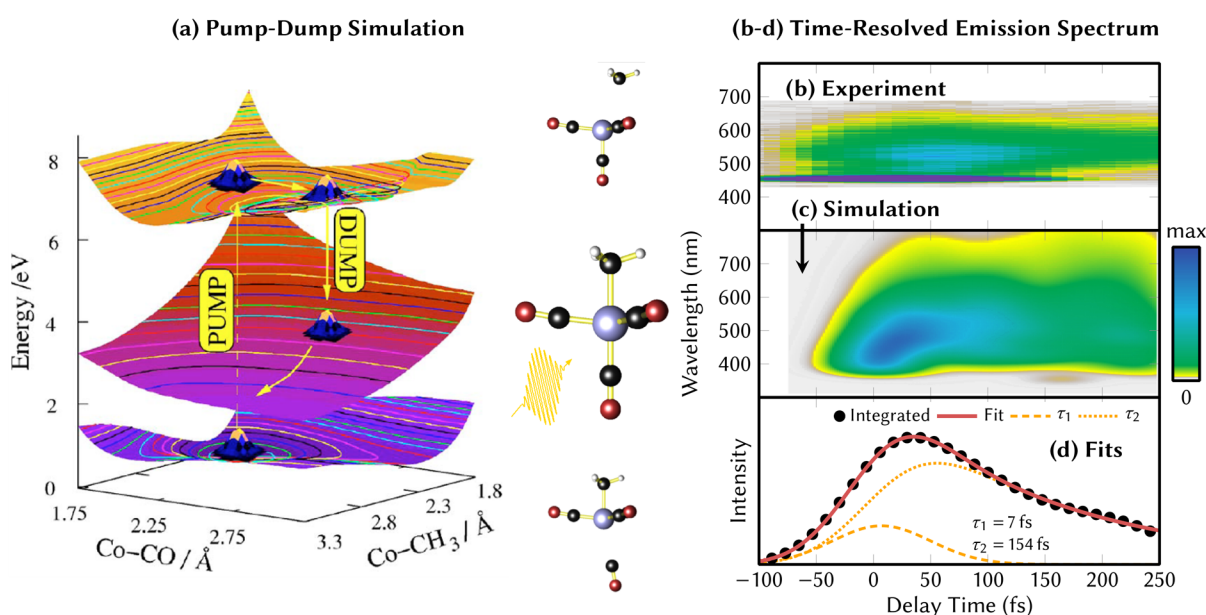 (a) Pump-Dump Simulation
8
6
4
2
0
Energy /eV
PUMP
DUMP
1.75
2.25
2.75
3.3
2.8
2.3
1.8
Co–CO / Å
Co–CH₃ / Å
(b-d) Time-Resolved Emission Spectrum
(b) Experiment
700
600
500
400
(c) Simulation
700
600
500
400
Wavelength (nm)
max
0
Integrated Fit τ₁ τ₂
(d) Fits
τ₁ = 7 fs
τ₂ = 154 fs
Intensity
−100 −50 0 50 100 150 200 250
Delay Time (fs)